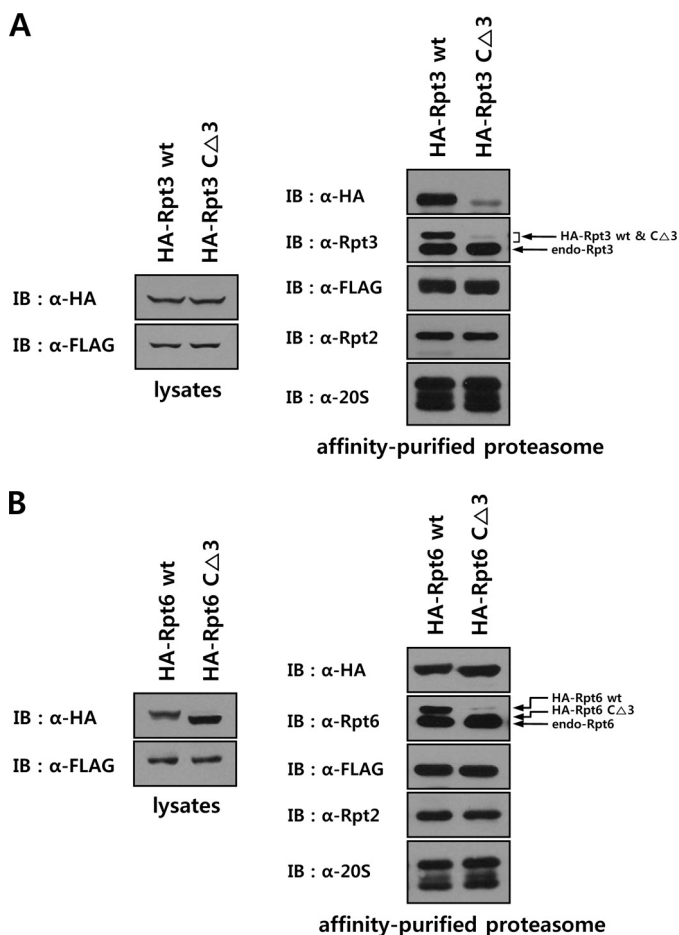 A
HA-Rpt3 wt
HA-Rpt3 C△3
IB : α-HA
IB : α-FLAG
lysates
HA-Rpt3 wt
HA-Rpt3 C△3
IB : α-HA
IB : α-Rpt3
HA-Rpt3 wt & C△3
endo-Rpt3
IB : α-FLAG
IB : α-Rpt2
IB : α-20S
affinity-purified proteasome
B
HA-Rpt6 wt
HA-Rpt6 C△3
IB : α-HA
IB : α-FLAG
lysates
HA-Rpt6 wt
HA-Rpt6 C△3
IB : α-HA
IB : α-Rpt6
HA-Rpt6 wt
HA-Rpt6 C△3
endo-Rpt6
IB : α-FLAG
IB : α-Rpt2
IB : α-20S
affinity-purified proteasome